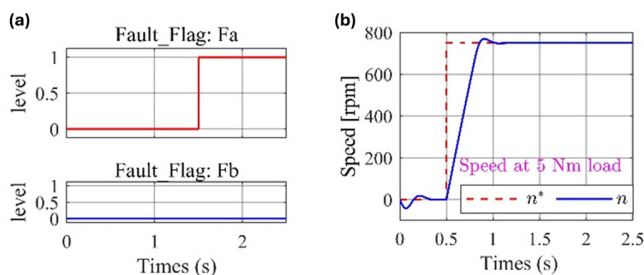 (a)
Fault_Flag: Fa
level
1
0.5
0
Fault_Flag: Fb
level
1
0.5
0
0 1 2
Times (s)
(b)
Speed [rpm]
800
600
400
200
0
Speed at 5 Nm load
n* n
0 0.5 1 1.5 2 2.5
Times (s)